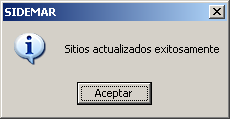 SIDEMAR
Sitios actualizados exitosamente
Aceptar